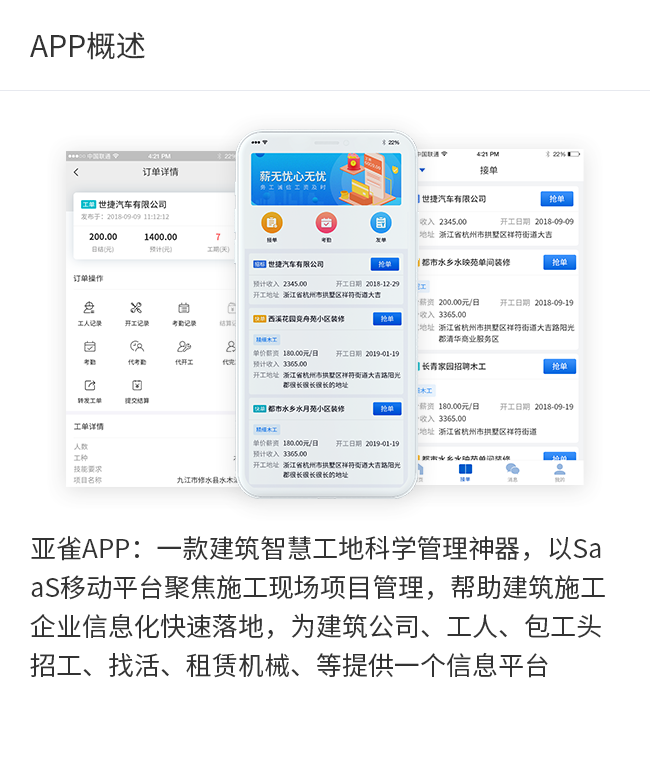 APP概述
中国联通
4:21 PM
22%
订单详情
工单 世捷汽车有限公司
发布于：2018-09-09 11:12:12
200.00
1400.00
7
日结(元)
预计(元)
工期(天)
订单操作
工人记录
开工记录
考勤记录
考勤
代考勤
代开工
转发工单
提交结算
工单详情
人数
工种
技能要求
项目名称
九江市修水县水木
22%
薪无忧心无忧
务工诚信工资及时
接单
考勤
发单
招标 世捷汽车有限公司
抢单
预计收入 2345.00
开工日期 2018-12-29
开工地址 浙江省杭州市拱墅区祥符街道大吉
快单 西溪花园竞舟苑小区装修
抢单
精细木工
单价薪资 180.00元/日
开工日期 2019-01-19
预计收入 3365.00
开工地址 浙江省杭州市拱墅区祥符街道大吉路阳光
郡很长很长很长的地址
快单 都市水乡水月苑小区装修
抢单
精细木工
单价薪资 180.00元/日
开工日期 2019-01-19
预计收入 3365.00
开工地址 浙江省杭州市拱墅区祥符街道大吉路阳光
郡很长很长很长的地址
中国联通
4:21 PM
22%
接单
世捷汽车有限公司
抢单
收入 2345.00
开工日期 2018-09-09
地址 浙江省杭州市拱墅区祥符街道大吉
都市水乡水映苑单间装修
抢单
工
薪资 200.00元/日
开工日期 2018-09-19
收入 3365.00
地址 浙江省杭州市拱墅区祥符街道大吉路阳光
郡清华商业服务区
长青家园招聘木工
抢单
木工
薪资 180.00元/日
开工日期 2018-09-19
收入 3365.00
地址 浙江省杭州市拱墅区祥符街道
都市水乡水映苑单间装修
抢单
接单
消息
我的
亚雀APP：一款建筑智慧工地科学管理神器，以Sa
aS移动平台聚焦施工现场项目管理，帮助建筑施工
企业信息化快速落地，为建筑公司、工人、包工头
招工、找活、租赁机械、等提供一个信息平台